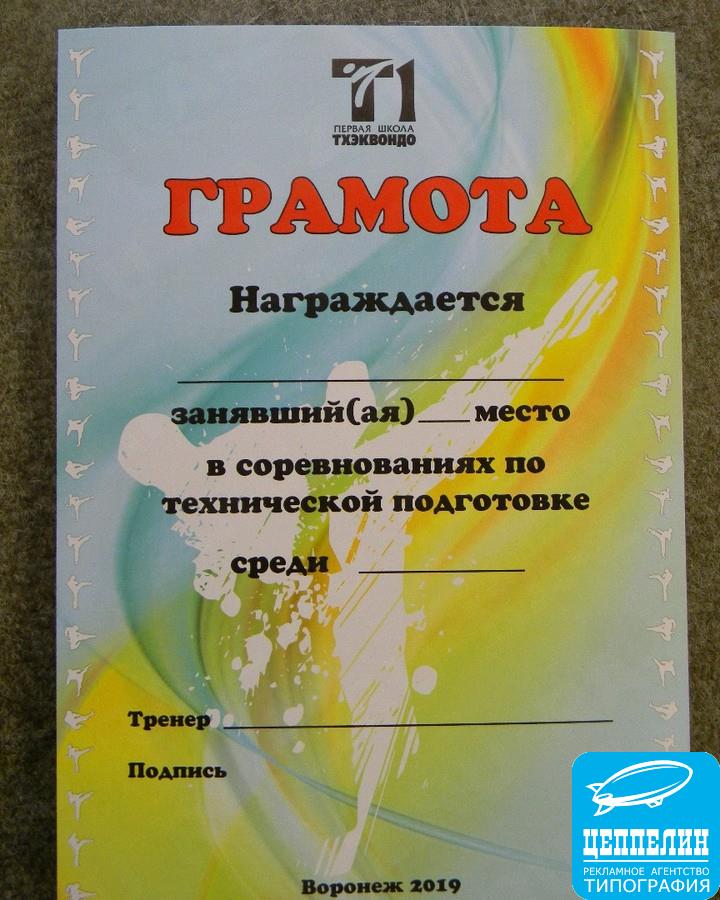 Т1
ПЕРВАЯ ШКОЛА
ТХЭКВОНДО
ГРАМОТА
Награждается
занявший(ая)___место
в соревнованиях по
технической подготовке
среди
Тренер
Подпись
Воронеж 2019
ЦЕППЕЛИН
РЕКЛАМНОЕ АГЕНТСТВО
ТИПОГРАФИЯ